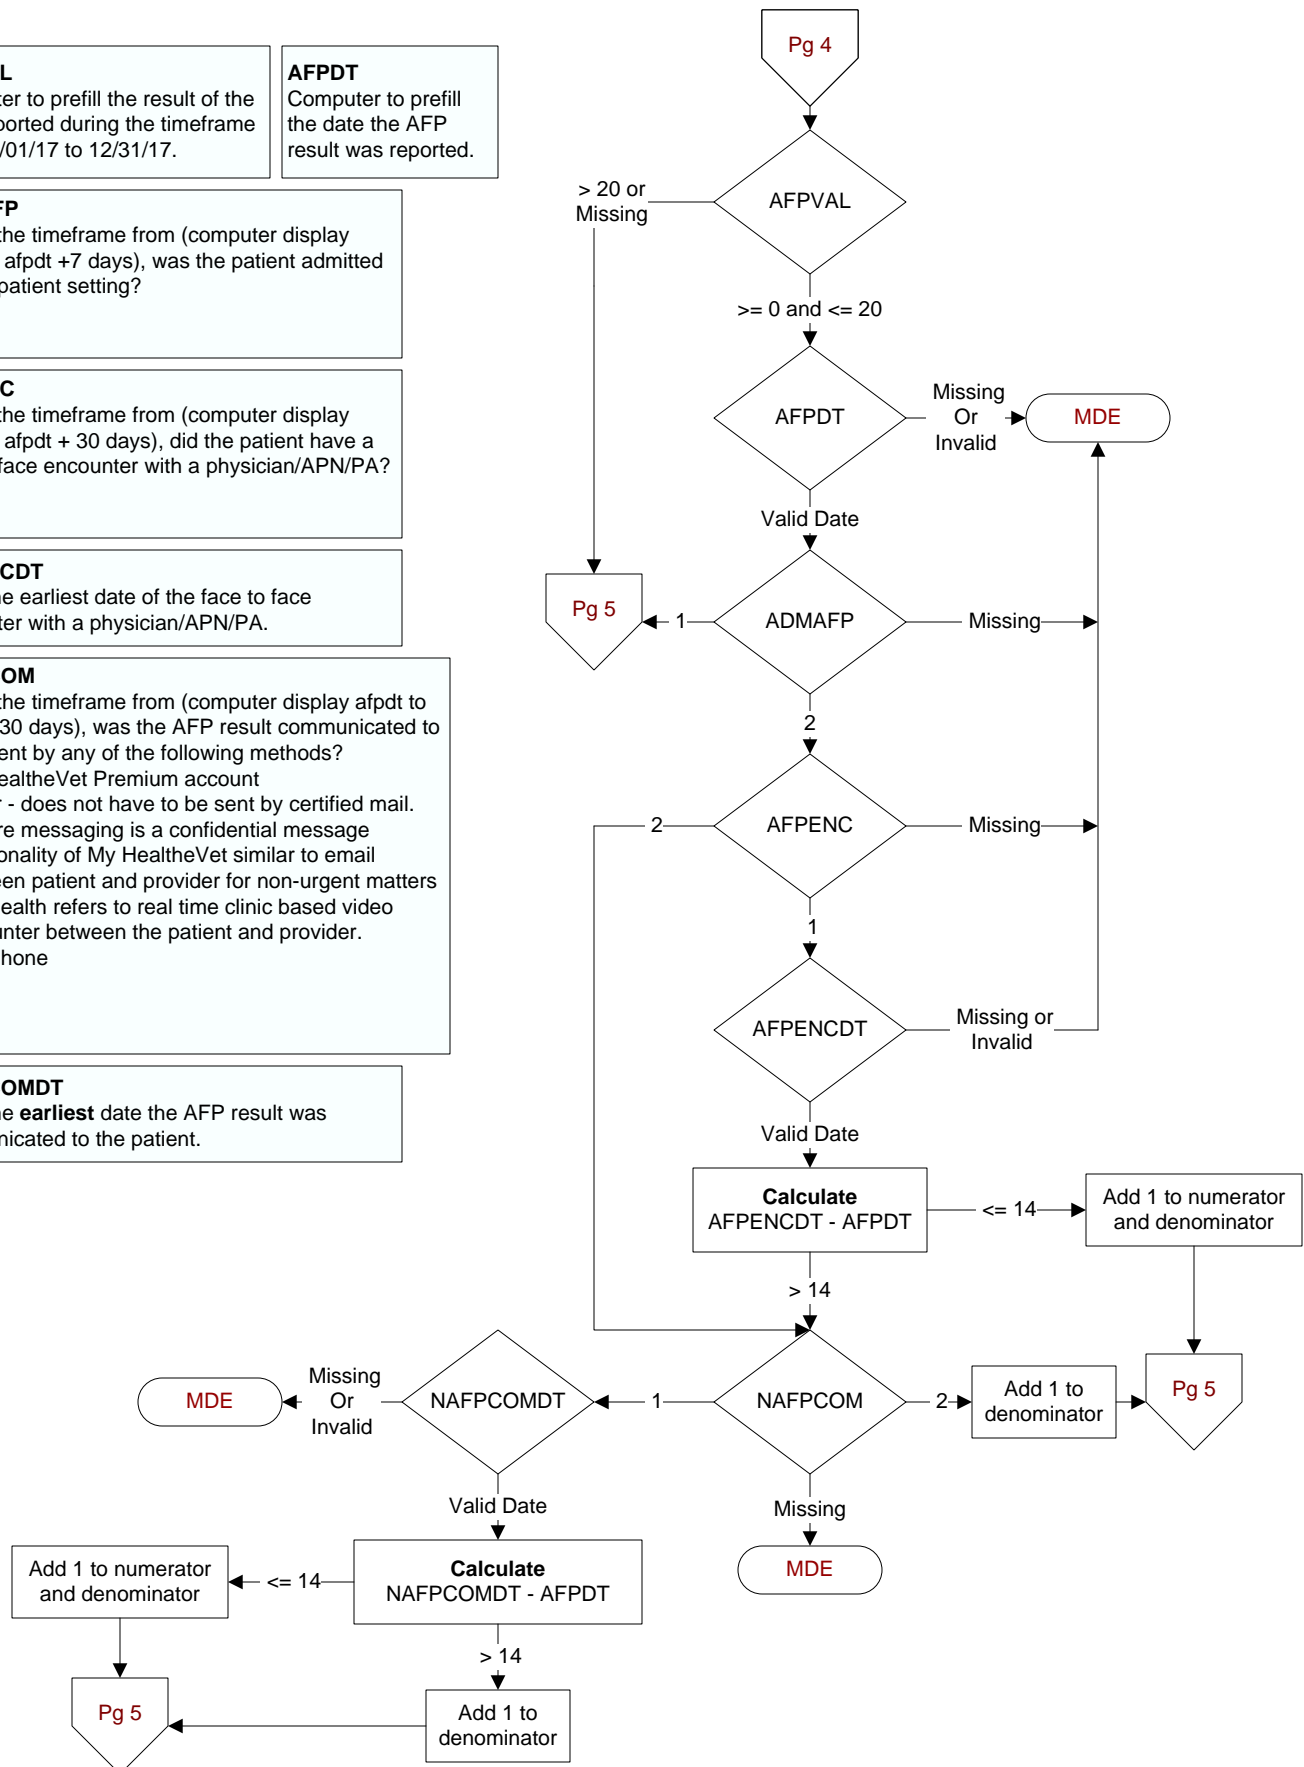 L
ter to prefill the result of the
ported during the timeframe
/01/17 to 12/31/17.
AFPDT
Computer to prefill
the date the AFP
result was reported.
FP
the timeframe from (computer display
afpdt +7 days), was the patient admitted
patient setting?
C
the timeframe from (computer display
afpdt + 30 days), did the patient have a
face encounter with a physician/APN/PA?
CDT
e earliest date of the face to face
ter with a physician/APN/PA.
OM
the timeframe from (computer display afpdt to
30 days), was the AFP result communicated to
ent by any of the following methods?
ealtheVet Premium account
r - does not have to be sent by certified mail.
re messaging is a confidential message
onality of My HealtheVet similar to email
een patient and provider for non-urgent matters
ealth refers to real time clinic based video
unter between the patient and provider.
hone
OMDT
e earliest date the AFP result was
nicated to the patient.
Pg 4
AFPVAL
> 20 or
Missing
>= 0 and <= 20
AFPDT
Missing
Or
Invalid
MDE
Valid Date
ADMAFP
1
Pg 5
Missing
2
AFPENC
2
Missing
1
AFPENCDT
Missing or
Invalid
Valid Date
Calculate
AFPENCDT - AFPDT
<= 14
Add 1 to numerator
and denominator
> 14
NAFPCOM
2
Add 1 to
denominator
Pg 5
1
NAFPCOMDT
Missing
Or
Invalid
MDE
Missing
MDE
Valid Date
Calculate
NAFPCOMDT - AFPDT
<= 14
Add 1 to numerator
and denominator
> 14
Add 1 to
denominator
Pg 5